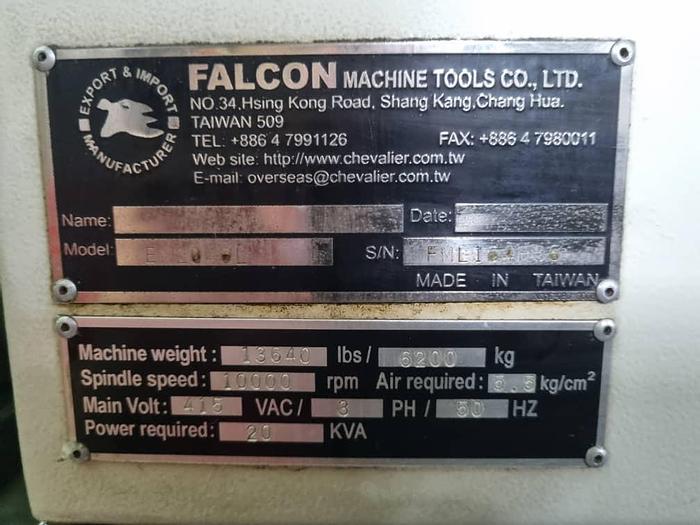 EXPORT & IMPORT
MANUFACTURER
FALCON MACHINE TOOLS CO., LTD.
NO.34,Hsing Kong Road, Shang Kang,Chang Hua.
TAIWAN 509
TEL: +886 4 7991126 FAX: +886 4 7980011
Web site: http://www.chevalier.com.tw
E-mail: overseas@chevalier.com.tw
Name: Date:
Model: S/N:
MADE IN TAIWAN
Machine weight: 13640 lbs/ 6200 kg
Spindle speed: 10000 rpm Air required: kg/cm²
Main Volt: 415 VAC/ 3 PH/ 50 HZ
Power required: 20 KVA